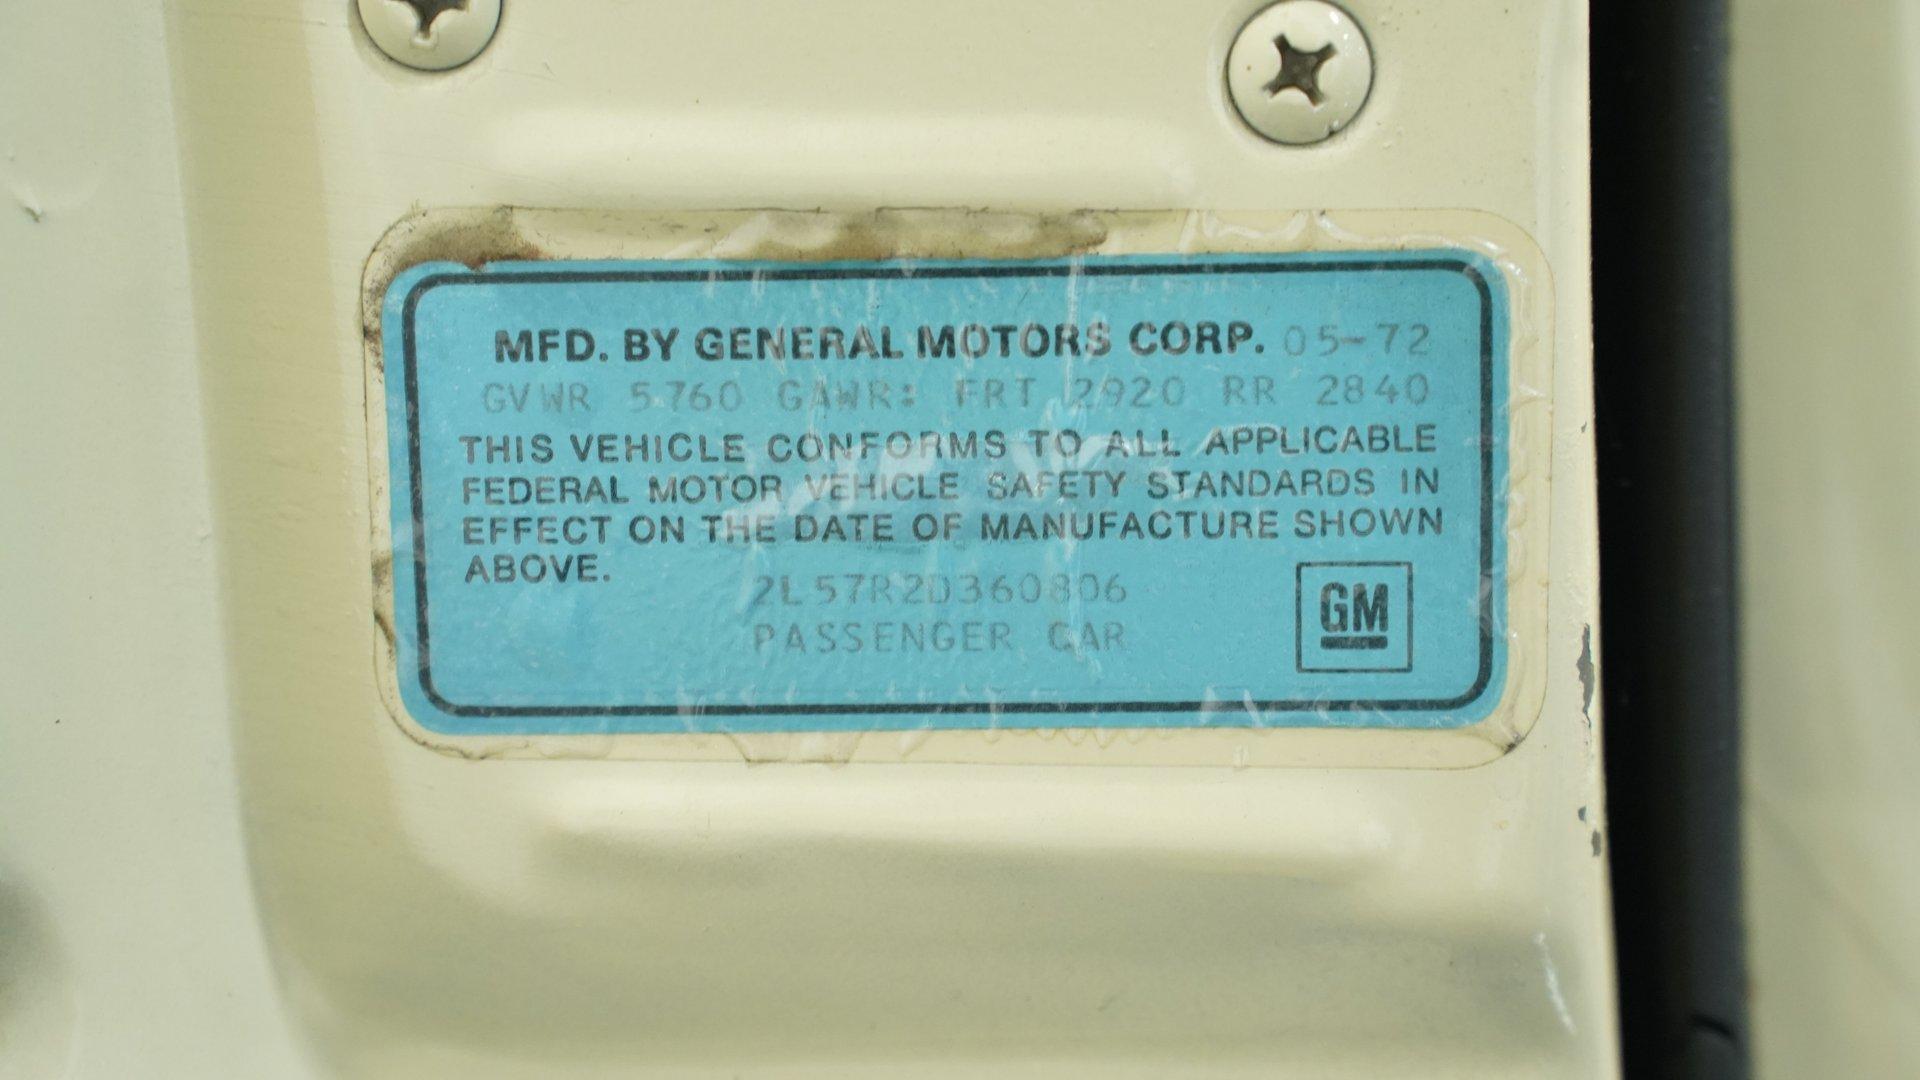 MFD. BY GENERAL MOTORS CORP. 05-72
GVWR 5760 GAWR: FRT 2920 RR 2840
THIS VEHICLE CONFORMS TO ALL APPLICABLE
FEDERAL MOTOR VEHICLE SAFETY STANDARDS IN
EFFECT ON THE DATE OF MANUFACTURE SHOWN
ABOVE.
2L57R2D360806
PASSENGER CAR
GM